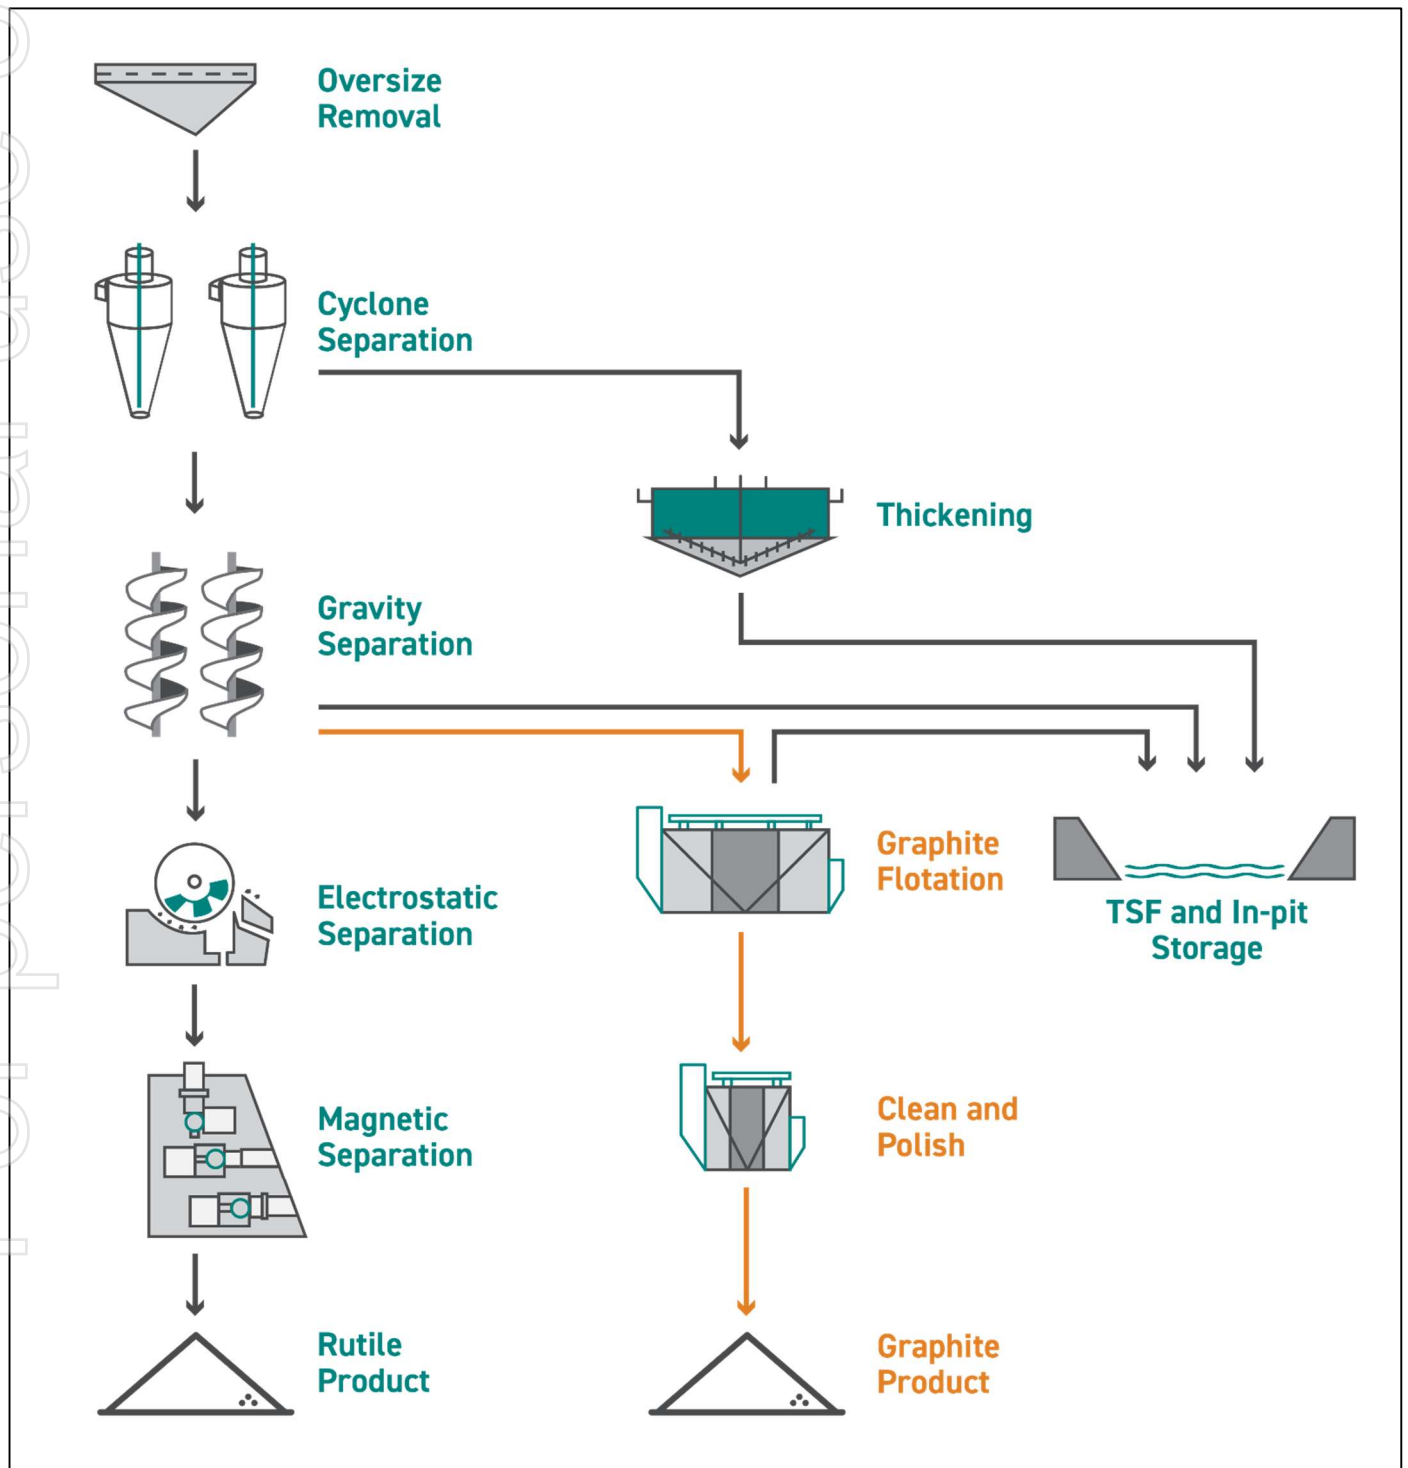 Oversize
Removal
Cyclone
Separation
Thickening
Gravity
Separation
Graphite
Flotation
Electrostatic
Separation
TSF and In-pit
Storage
Magnetic
Separation
Clean and
Polish
Rutile
Product
Graphite
Product